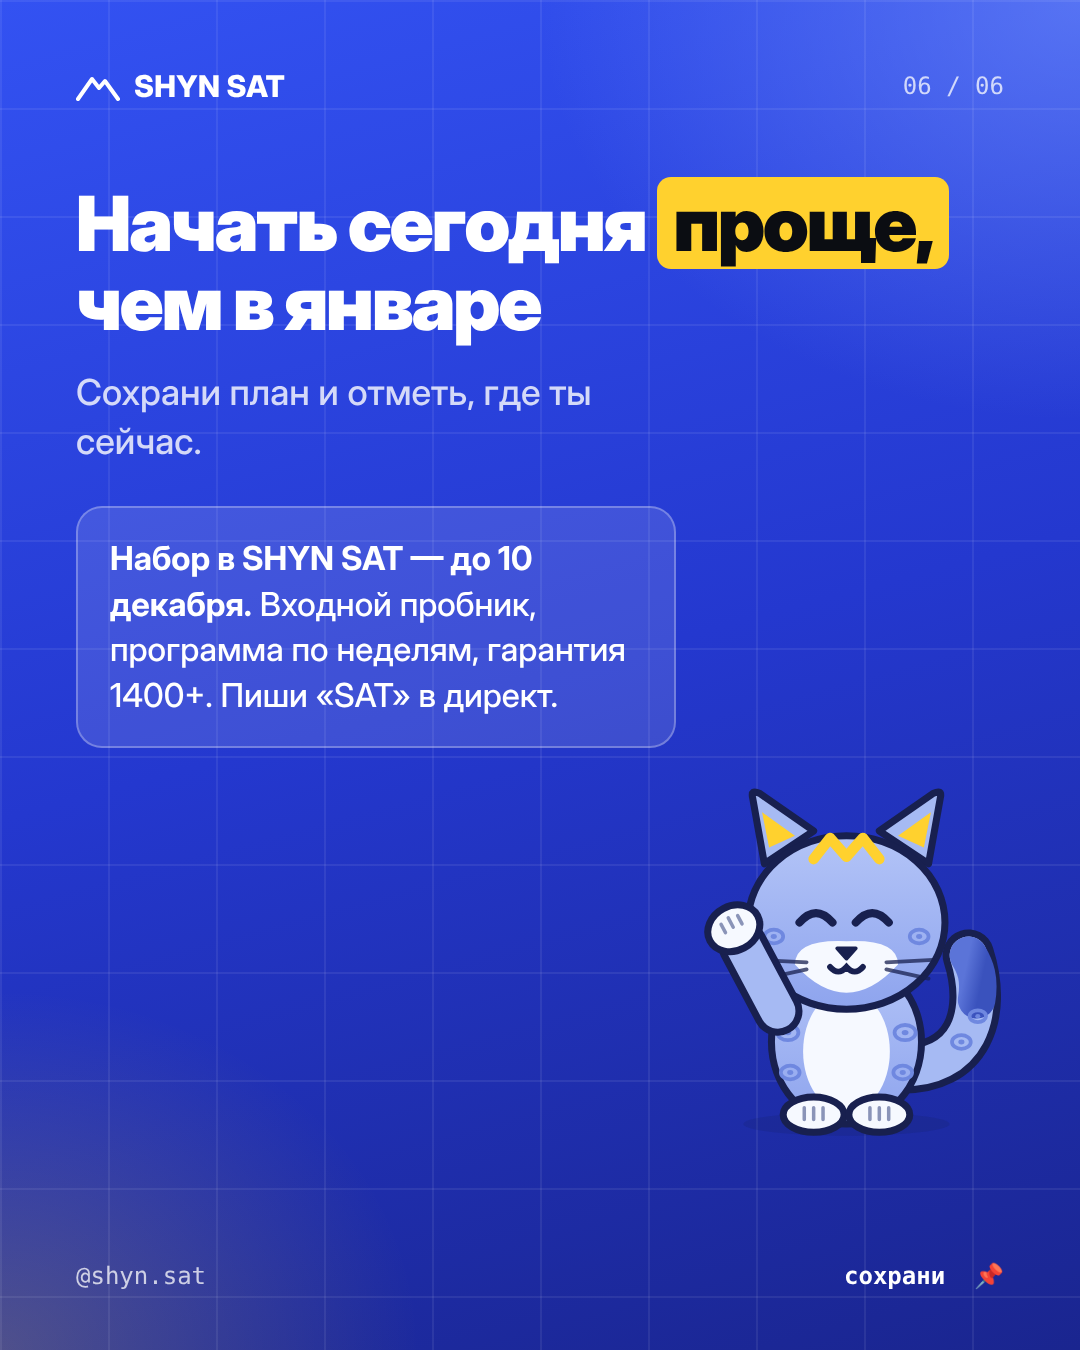 SHYN SAT
06 / 06
Начать сегодня проще,
чем в январе
Сохрани план и отметь, где ты
сейчас.
Набор в SHYN SAT — до 10
декабря. Входной пробник,
программа по неделям, гарантия
1400+. Пиши «SAT» в директ.
@shyn.sat
сохрани 📌